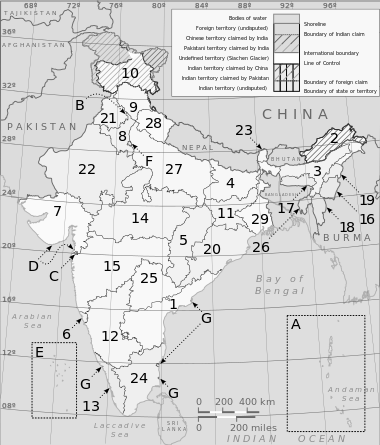 68° 72° 76° 80° 84° 88° 92° 96°
TAJIKISTAN
AFGHANISTAN
36°
32°
28°
24°
20°
16°
12°
08°
Bodies of water
Foreign territory (undisputed)
Chinese territory claimed by India
Pakistani territory claimed by India
Undefined territory (Siachen Glacier)
Indian territory claimed by China
Indian territory claimed by Pakistan
Indian territory (undisputed)
Shoreline
Boundary of Indian claim
International boundary
Line of Control
Boundary of foreign claim
Boundary of state or territory
CHINA
PAKISTAN
NEPAL
BHUTAN
BANGLADESH
BURMA
10
B
9
21
28
8
23
2
F
22
27
3
4
7
14
11
29
17
19
16
18
D
C
5
20
26
15
25
Bay of
Bengal
1
G
Arabian
Sea
6
12
A
E
G
24
G
13
0 200 400 km
0 200 miles
Andaman
Sea
Laccadive
Sea
SRI
LANKA
INDIAN OCEAN